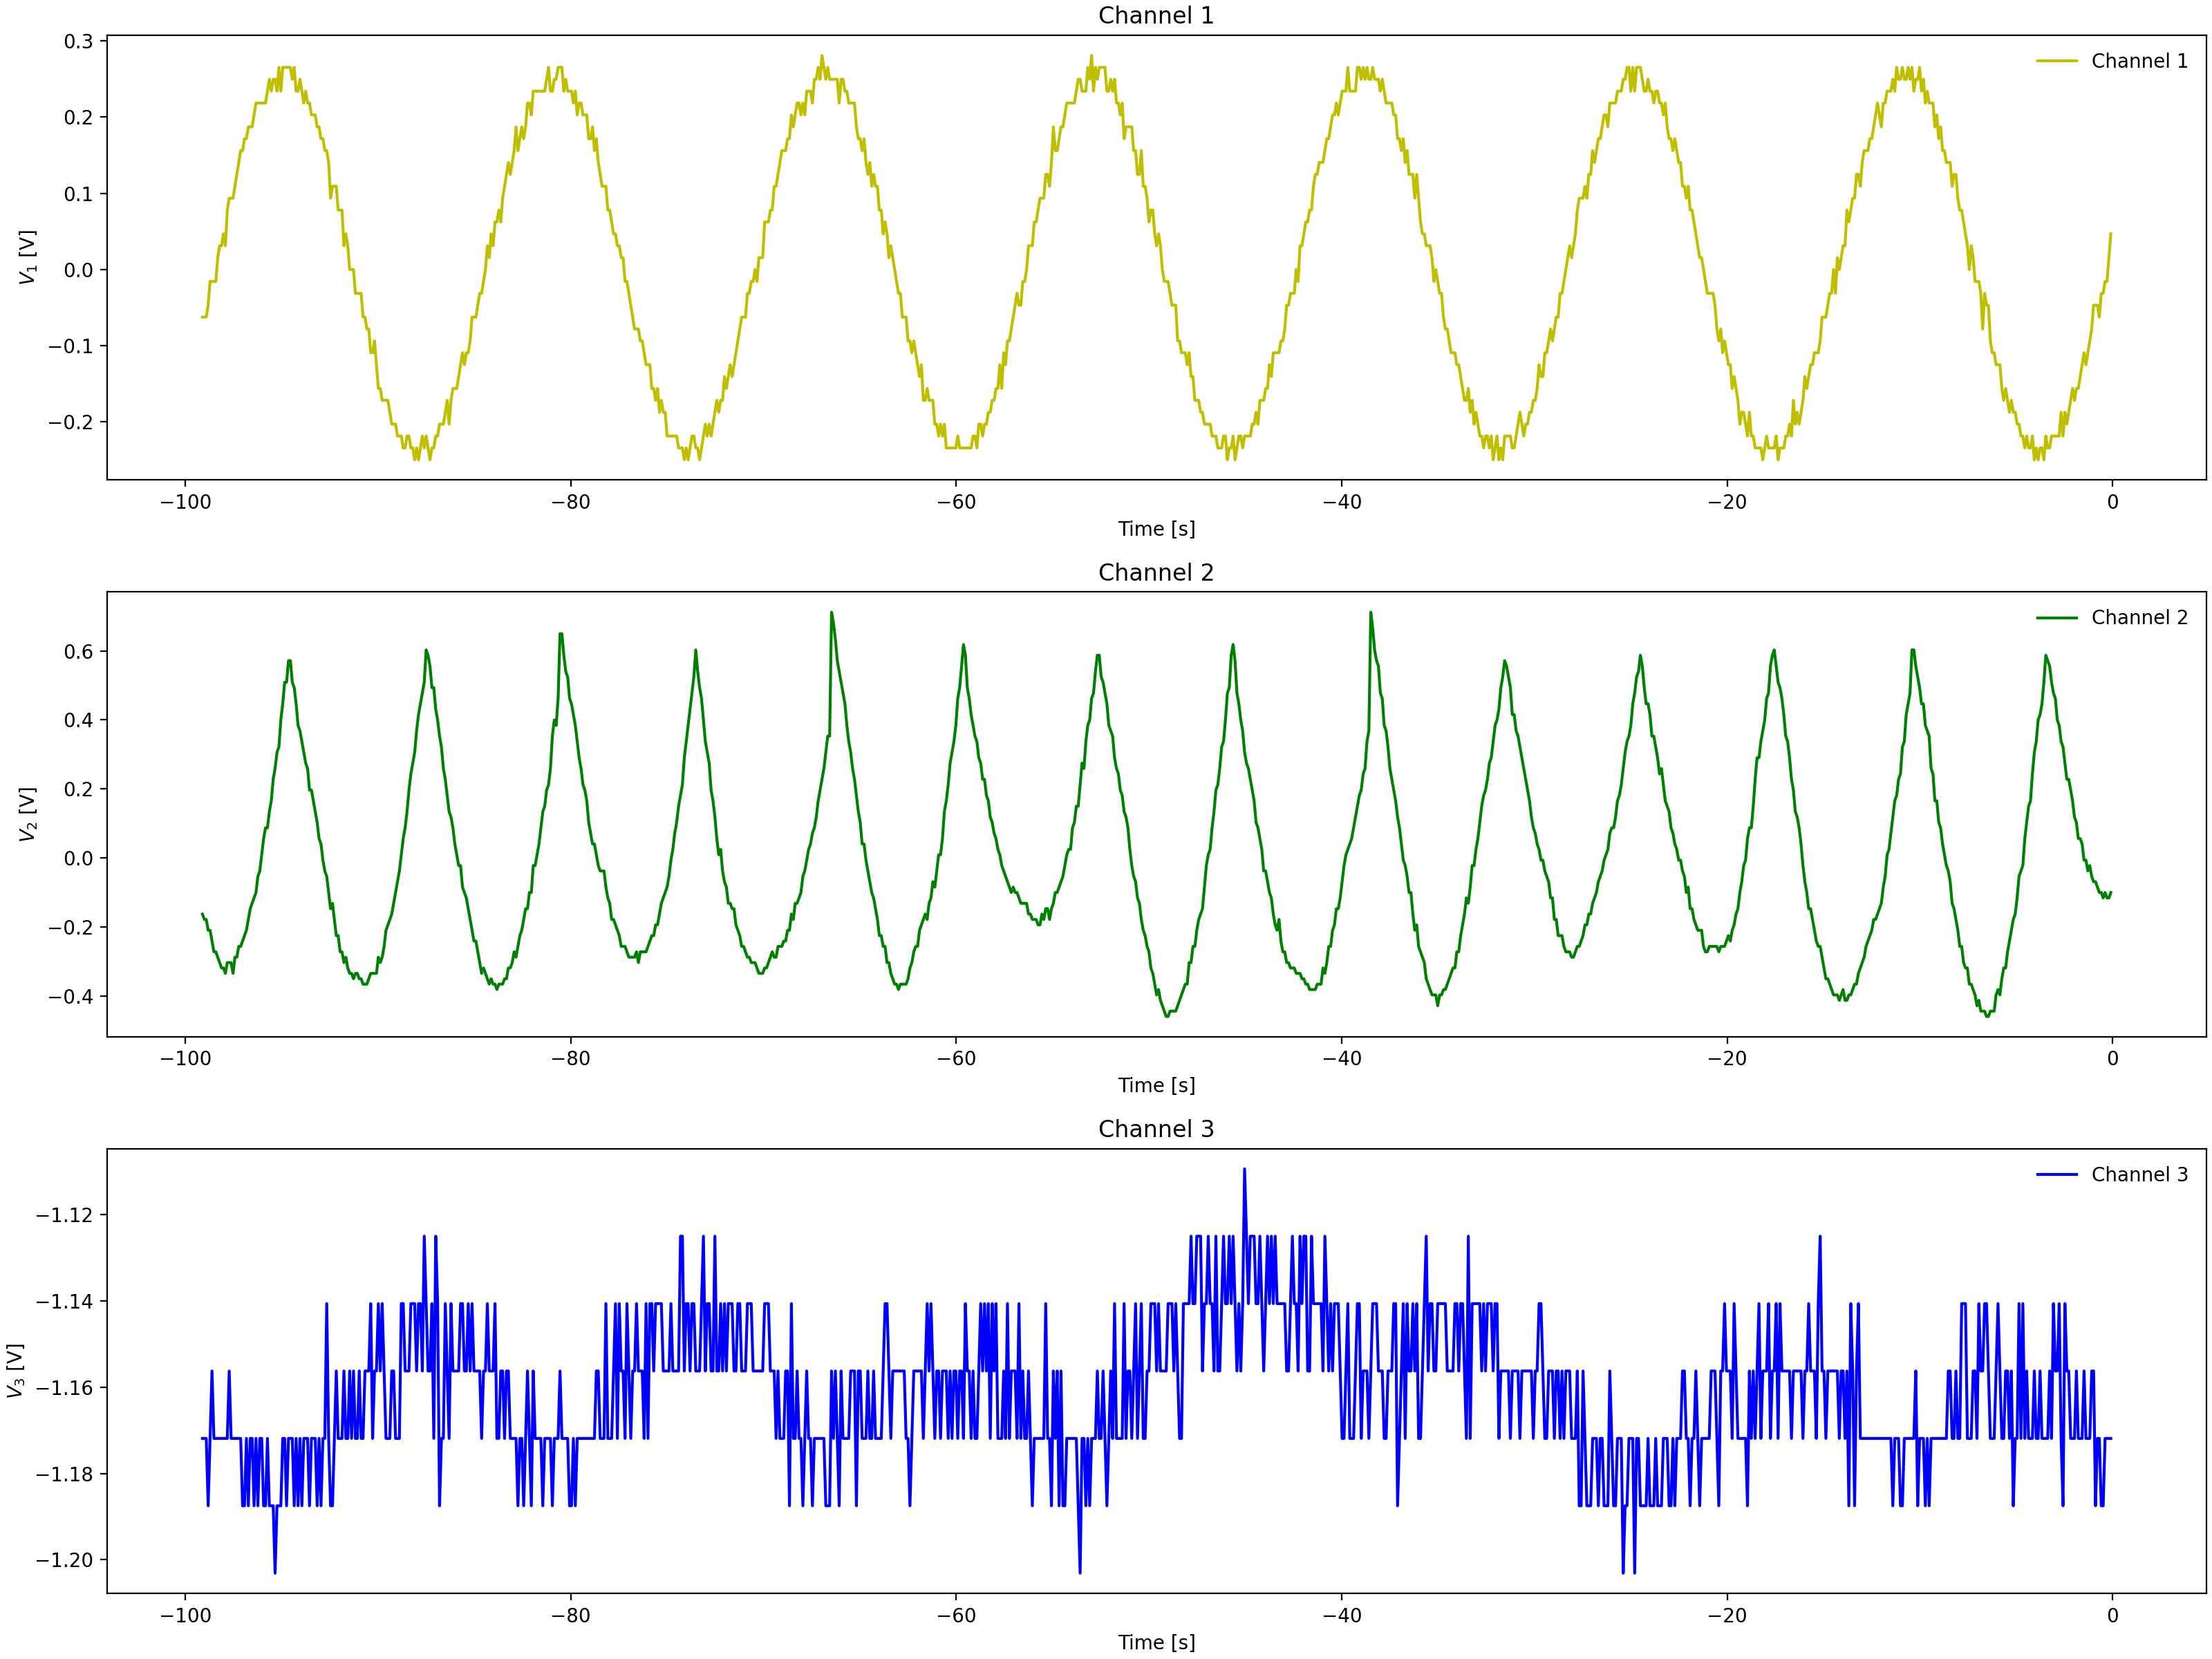 Channel 1
0.3
0.2
0.1
0.0
−0.1
−0.2
V₁ [V]
Channel 1
−100 −80 −60 −40 −20 0
Time [s]
Channel 2
0.6
0.4
0.2
0.0
−0.2
−0.4
V₂ [V]
Channel 2
−100 −80 −60 −40 −20 0
Time [s]
Channel 3
−1.12
−1.14
−1.16
−1.18
−1.20
V₃ [V]
Channel 3
−100 −80 −60 −40 −20 0
Time [s]